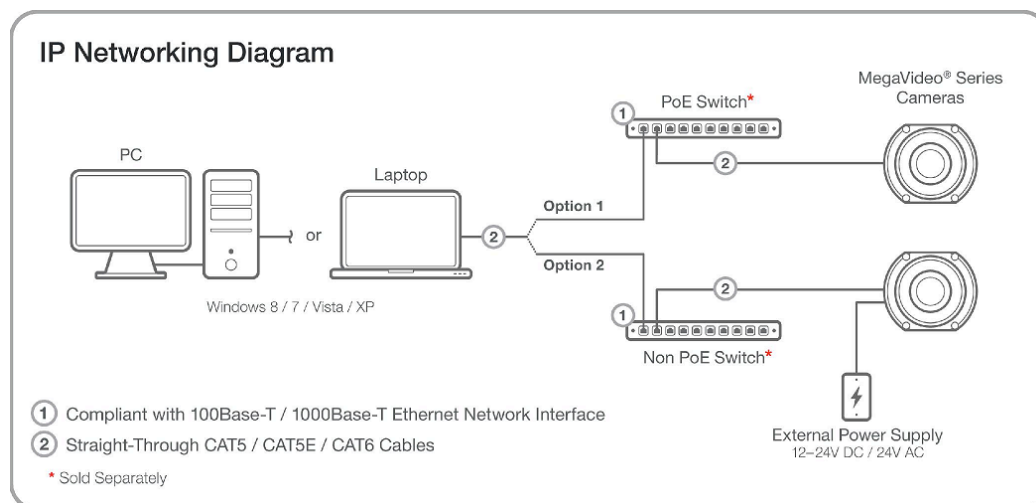 IP Networking Diagram
MegaVideo® Series
Cameras
PoE Switch*
1
2
PC
Laptop
Option 1
or
2
Option 2
2
Windows 8 / 7 / Vista / XP
1
Non PoE Switch*
1 Compliant with 100Base-T / 1000Base-T Ethernet Network Interface
2 Straight-Through CAT5 / CAT5E / CAT6 Cables
External Power Supply
12–24V DC / 24V AC
* Sold Separately